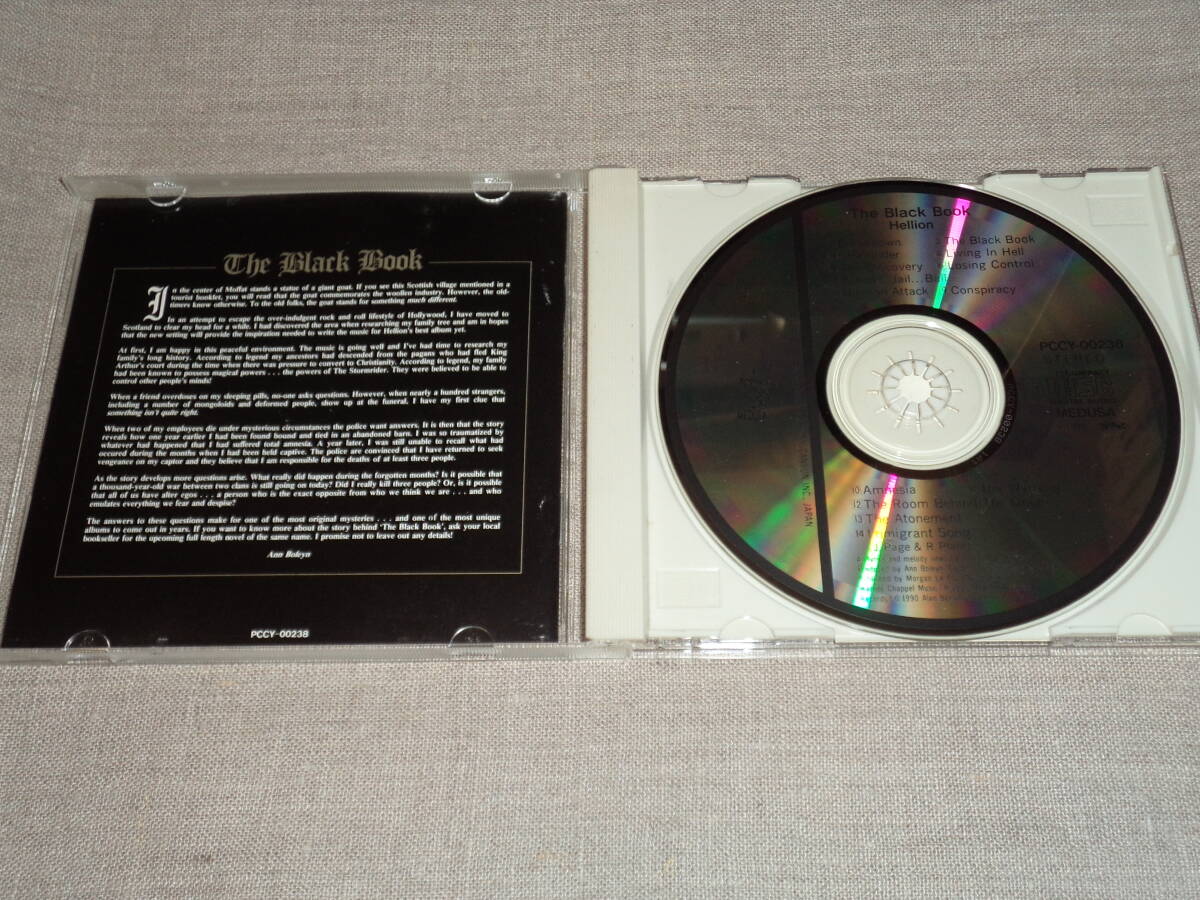 The Black Book
In the center of Moffat stands a statue of a giant goat. If you see this Scottish village mentioned in a
tourist booklet, you will read that the goat commemorates the woollen industry. However, the old-
timers know otherwise. To the old folks, the goat stands for something much different.
In an attempt to escape the over-indulgent rock and roll lifestyle of Hollywood, I have moved to
Scotland to clear my head for a while. I had discovered the area when researching my family tree and am in hopes
that the new setting will provide the inspiration needed to write the music for Hellion's best album yet.
At first, I am happy in this peaceful environment. The music is going well and I've had time to research my
family's long history. According to legend my ancestors had descended from the pagans who had fled King
Arthur's court during the time when there was pressure to convert to Christianity. According to legend, my family
had been known to possess magical powers . . . the powers of The Stormrider. They were believed to be able to
control other people's minds!
When a friend overdoses on my sleeping pills, no-one asks questions. However, when nearly a hundred strangers,
including a number of mongoloids and deformed people, show up at the funeral, I have my first clue that
something isn't quite right.
When two of my employees die under mysterious circumstances the police want answers. It is then that the story
reveals how one year earlier I had been found bound and tied in an abandoned barn. I was so traumatized by
whatever had happened that I had suffered total amnesia. A year later, I was still unable to recall what had
occured during the months when I had been held captive. The police are convinced that I have returned to seek
vengeance on my captor and they believe that I am responsible for the deaths of at least three people.
As the story developes more questions arise. What really did happen during the forgotten months? Is it possible that
a thousand-year-old war between two clans is still going on today? Did I really kill three people? Or, is it possible
that all of us have alter egos . . . a person who is the exact opposite from who we think we are . . . and who
emulates everything we fear and despise?
The answers to these questions make for one of the most original mysteries . . . and one of the most unique
albums to come out in years. If you want to know more about the story behind 'The Black Book', ask your local
bookseller for the upcoming full length novel of the same name. I promise not to leave out any details!
Ann Boleyn
PCCY-00238
The Black Book
Hellion
2 The Black Book
4 Living In Hell
6 Losing Control
Attack 9 Conspiracy
PCCY-00238
STEREO
MEDUSA
INC. JAPAN
10 Amnesia
12 The Room Behind
13 The Atonement
14 Immigrant Song
J. Page & R. Plant
and melody
by Ann Boleyn
by Morgan
Chappel Music
1990 Alan